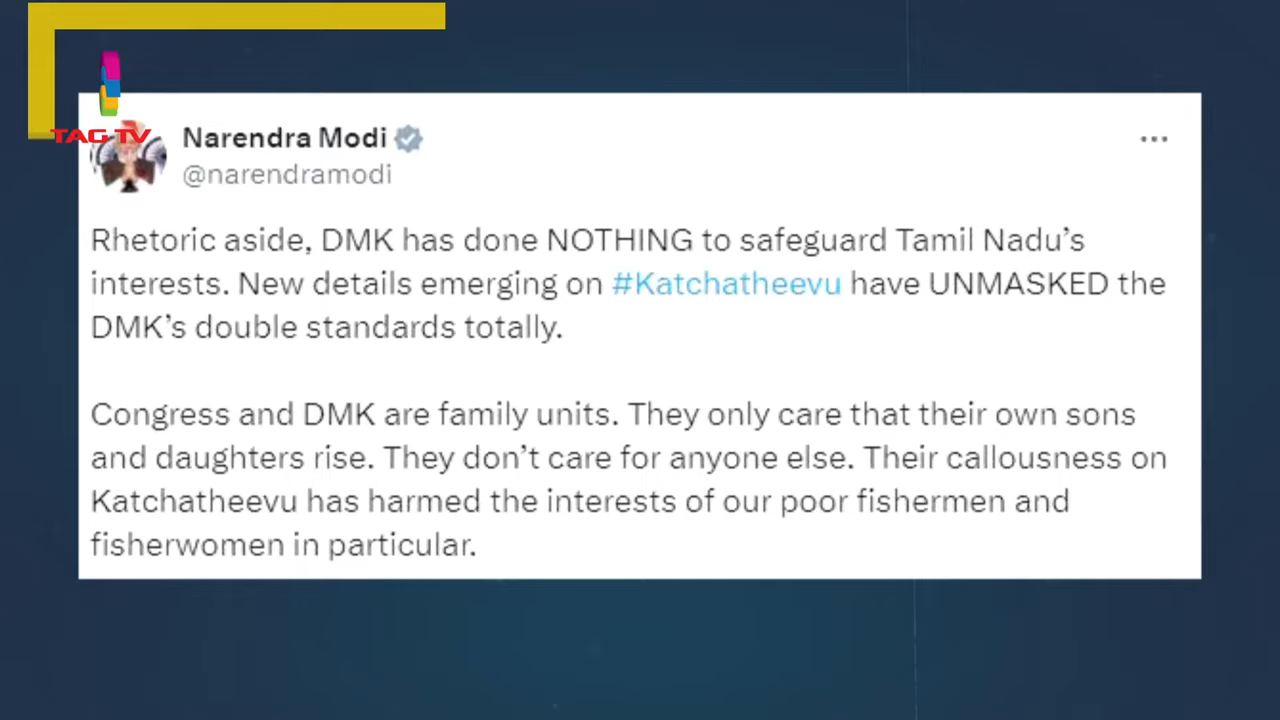 TAG TV
Narendra Modi
@narendramodi
Rhetoric aside, DMK has done NOTHING to safeguard Tamil Nadu’s
interests. New details emerging on #Katchatheevu have UNMASKED the
DMK’s double standards totally.
Congress and DMK are family units. They only care that their own sons
and daughters rise. They don’t care for anyone else. Their callousness on
Katchatheevu has harmed the interests of our poor fishermen and
fisherwomen in particular.